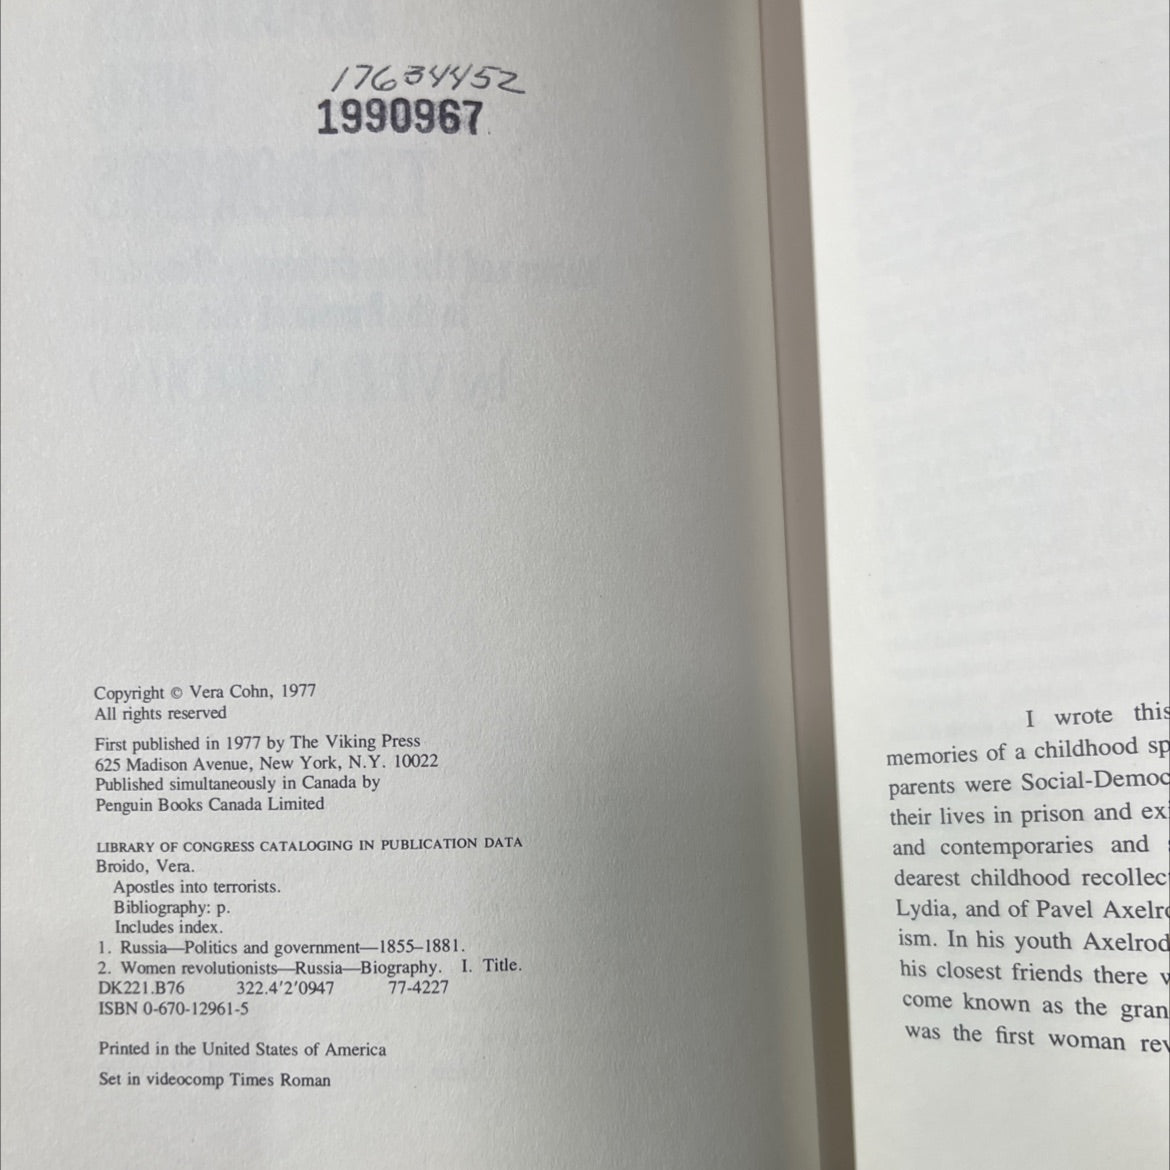 17634452
1990967
Copyright © Vera Cohn, 1977
All rights reserved
First published in 1977 by The Viking Press
625 Madison Avenue, New York, N.Y. 10022
Published simultaneously in Canada by
Penguin Books Canada Limited
LIBRARY OF CONGRESS CATALOGING IN PUBLICATION DATA
Broido, Vera.
Apostles into terrorists.
Bibliography: p.
Includes index.
1. Russia—Politics and government—1855–1881.
2. Women revolutionists—Russia—Biography. I. Title.
DK221.B76 322.4'2'0947 77-4227
ISBN 0-670-12961-5
Printed in the United States of America
Set in videocomp Times Roman
I wrote this
memories of a childhood sp
parents were Social-Democ
their lives in prison and exi
and contemporaries and
dearest childhood recollect
Lydia, and of Pavel Axelro
ism. In his youth Axelrod
his closest friends there w
come known as the gran
was the first woman rev